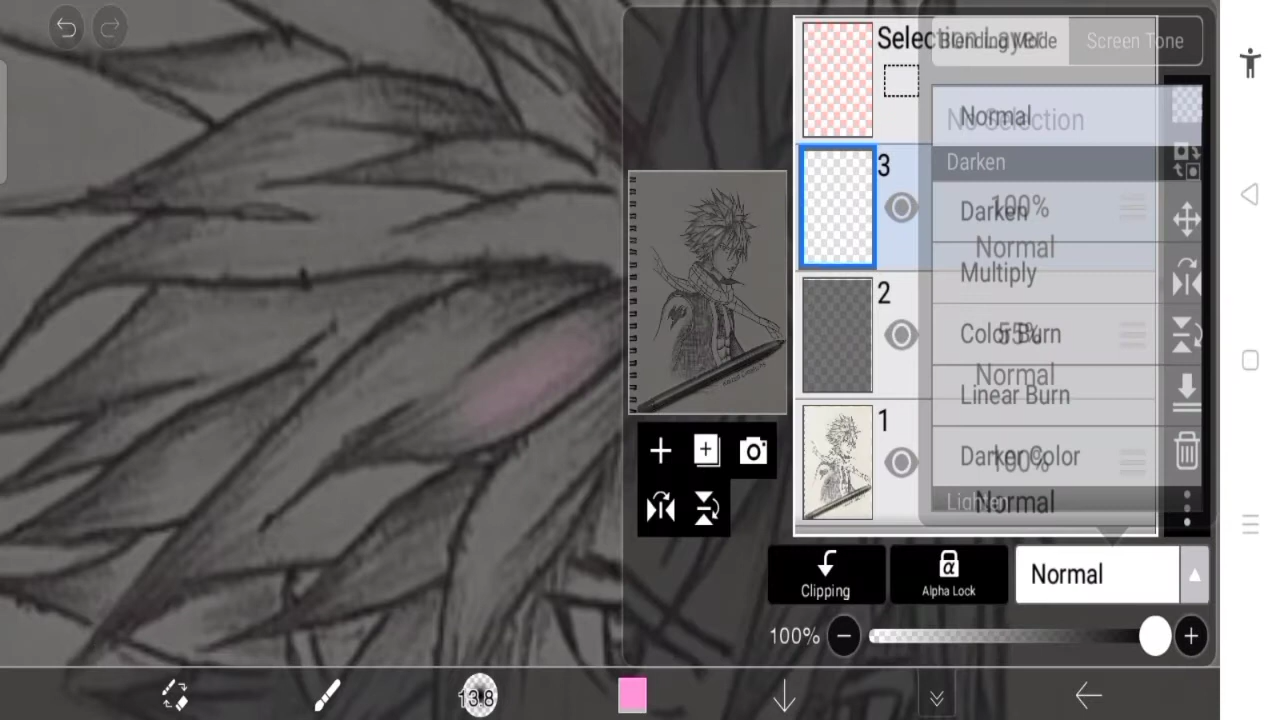 Selection Layer
Blending Mode
Screen Tone
No Selection
Normal
Darken
3
100%
Darken
Normal
Multiply
2
55%
Color Burn
Normal
Linear Burn
1
100%
Darker Color
Lighten
Normal
Clipping
α
Alpha Lock
Normal
100%
13.8